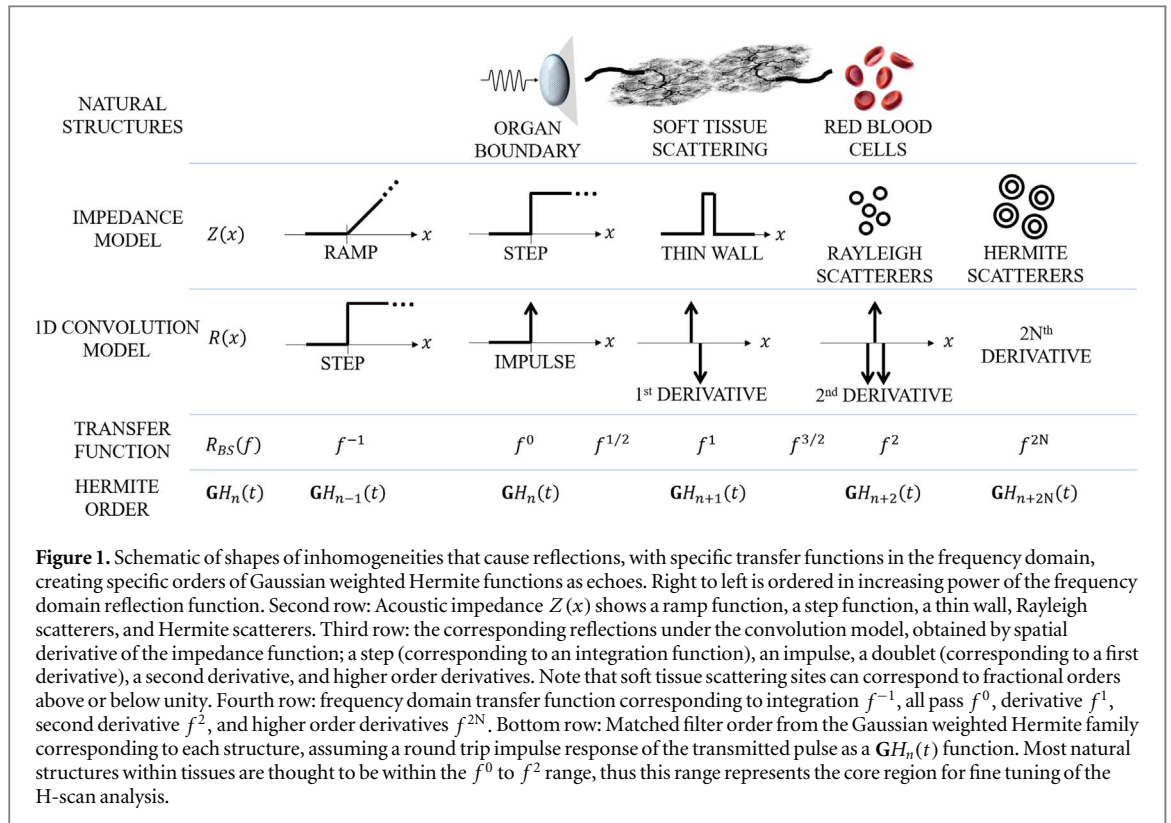 NATURAL
STRUCTURES
ORGAN
BOUNDARY
SOFT TISSUE
SCATTERING
RED BLOOD
CELLS
IMPEDANCE
MODEL
Z(x)
x
RAMP
x
STEP
x
THIN WALL
RAYLEIGH
SCATTERERS
HERMITE
SCATTERERS
1D CONVOLUTION
MODEL
R(x)
x
STEP
x
IMPULSE
x
1st DERIVATIVE
x
2nd DERIVATIVE
2Nth
DERIVATIVE
TRANSFER
FUNCTION
R_BS(f) f^−1 f^0 f^1/2 f^1 f^3/2 f^2 f^2N
HERMITE
ORDER
GH_n(t) GH_n−1(t) GH_n(t) GH_n+1(t) GH_n+2(t) GH_n+2N(t)
Figure 1. Schematic of shapes of inhomogeneities that cause reflections, with specific transfer functions in the frequency domain,
creating specific orders of Gaussian weighted Hermite functions as echoes. Right to left is ordered in increasing power of the frequency
domain reflection function. Second row: Acoustic impedance Z(x) shows a ramp function, a step function, a thin wall, Rayleigh
scatterers, and Hermite scatterers. Third row: the corresponding reflections under the convolution model, obtained by spatial
derivative of the impedance function; a step (corresponding to an integration function), an impulse, a doublet (corresponding to a first
derivative), a second derivative, and higher order derivatives. Note that soft tissue scattering sites can correspond to fractional orders
above or below unity. Fourth row: frequency domain transfer function corresponding to integration f^−1, all pass f^0, derivative f^1,
second derivative f^2, and higher order derivatives f^2N. Bottom row: Matched filter order from the Gaussian weighted Hermite family
corresponding to each structure, assuming a round trip impulse response of the transmitted pulse as a GH_n(t) function. Most natural
structures within tissues are thought to be within the f^0 to f^2 range, thus this range represents the core region for fine tuning of the
H-scan analysis.